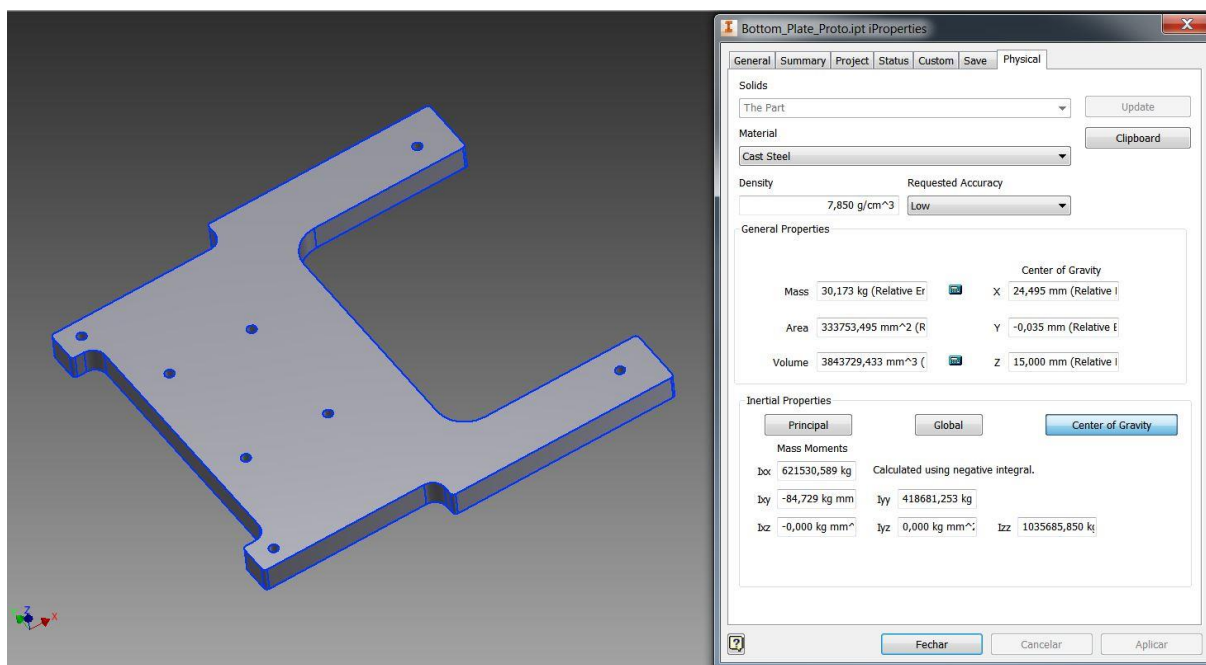 Bottom_Plate_Proto.ipt iProperties
General Summary Project Status Custom Save Physical
Solids
The Part Update
Material Clipboard
Cast Steel
Density Requested Accuracy
7,850 g/cm^3 Low
General Properties
Center of Gravity
Mass 30,173 kg (Relative Er X 24,495 mm (Relative
Area 333753,495 mm^2 (R Y -0,035 mm (Relative
Volume 3843729,433 mm^3 ( Z 15,000 mm (Relative
Inertial Properties
Principal Global Center of Gravity
Mass Moments
Ixx 621530,589 kg Calculated using negative integral.
Ixy -84,729 kg mm Iyy 418681,253 kg
Ixz -0,000 kg mm^ Iyz 0,000 kg mm^2 Izz 1035685,850
Z X
Fechar Cancelar Aplicar